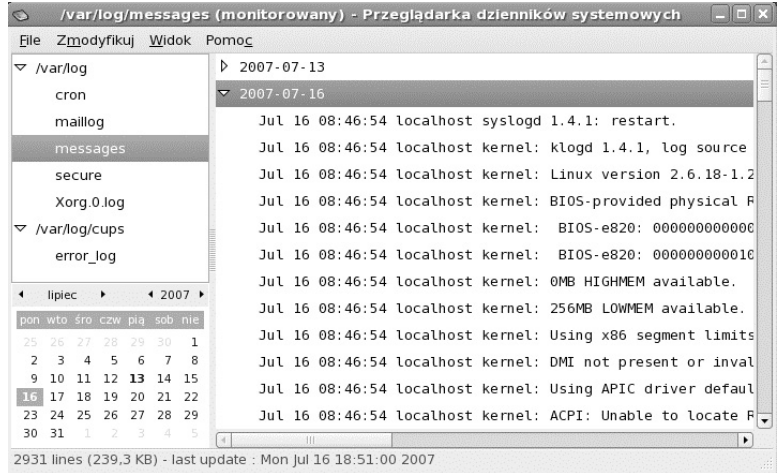 /var/log/messages (monitorowany) - Przeglądarka dzienników systemowych
File Zmodyfikuj Widok Pomoc
/var/log
cron
maillog
messages
secure
Xorg.0.log
/var/log/cups
error_log
lipiec 2007
pon wto śro czw pią sob nie
25 26 27 28 29 30 1
2 3 4 5 6 7 8
9 10 11 12 13 14 15
16 17 18 19 20 21 22
23 24 25 26 27 28 29
30 31 1 2 3 4 5
2007-07-13
2007-07-16
Jul 16 08:46:54 localhost syslogd 1.4.1: restart.
Jul 16 08:46:54 localhost kernel: klogd 1.4.1, log source
Jul 16 08:46:54 localhost kernel: Linux version 2.6.18-1.2
Jul 16 08:46:54 localhost kernel: BIOS-provided physical R
Jul 16 08:46:54 localhost kernel: BIOS-e820: 000000000000
Jul 16 08:46:54 localhost kernel: BIOS-e820: 000000000010
Jul 16 08:46:54 localhost kernel: 0MB HIGHMEM available.
Jul 16 08:46:54 localhost kernel: 256MB LOWMEM available.
Jul 16 08:46:54 localhost kernel: Using x86 segment limits
Jul 16 08:46:54 localhost kernel: DMI not present or inval
Jul 16 08:46:54 localhost kernel: Using APIC driver defaul
Jul 16 08:46:54 localhost kernel: ACPI: Unable to locate R
2931 lines (239,3 KB) - last update : Mon Jul 16 18:51:00 2007